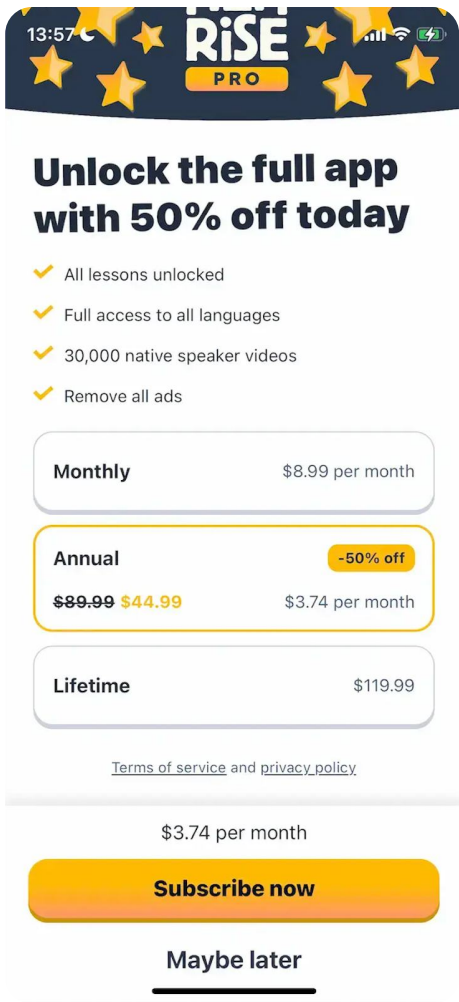 13:57
RiSE
PRO
Unlock the full app
with 50% off today
All lessons unlocked
Full access to all languages
30,000 native speaker videos
Remove all ads
Monthly $8.99 per month
Annual -50% off
$89.99 $44.99 $3.74 per month
Lifetime $119.99
Terms of service and privacy policy
$3.74 per month
Subscribe now
Maybe later